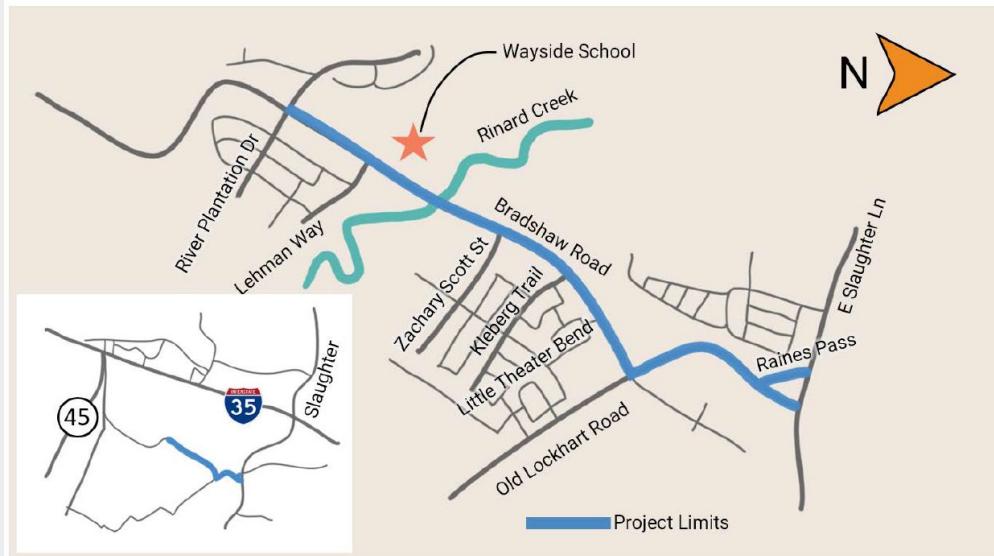 Wayside School
N
Rinard Creek
River Plantation Dr
Lehman Way
Bradshaw Road
Zachary Scott St
Kleberg Trail
Little Theater Bend
Old Lockhart Road
E Slaughter Ln
Raines Pass
Project Limits
45
INTERSTATE
35
Slaughter